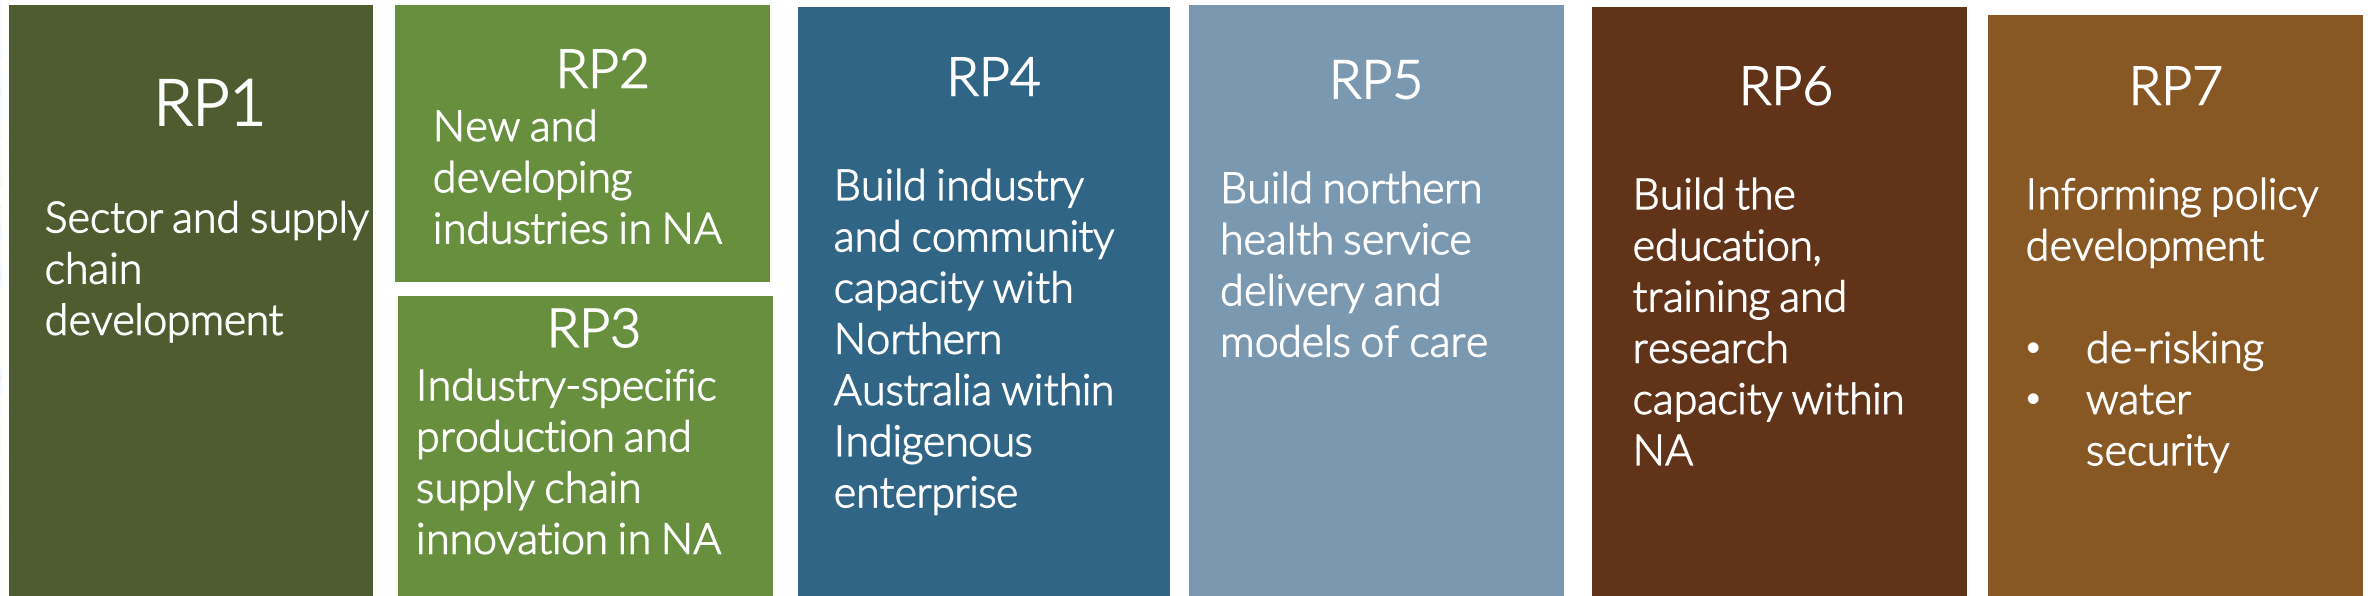 RP1
Sector and supply
chain
development
RP2
New and
developing
industries in NA
RP3
Industry-specific
production and
supply chain
innovation in NA
RP4
Build industry
and community
capacity with
Northern
Australia within
Indigenous
enterprise
RP5
Build northern
health service
delivery and
models of care
RP6
Build the
education,
training and
research
capacity within
NA
RP7
Informing policy
development
• de-risking
• water
security